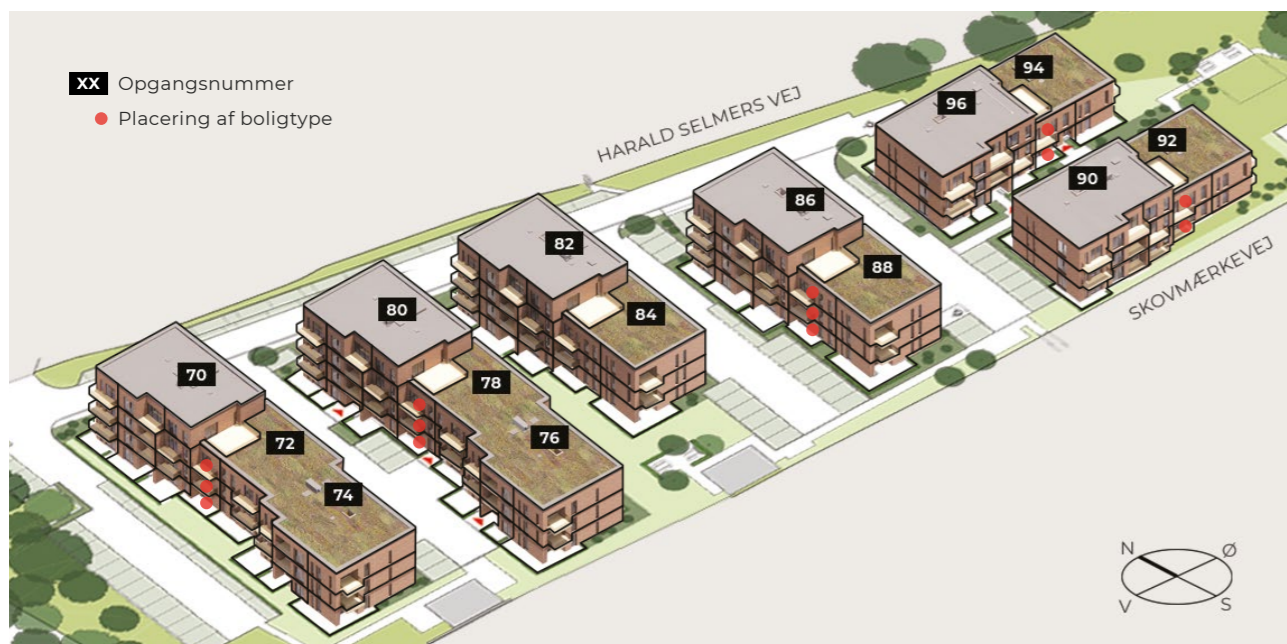 XX Opgangsnummer
Placering af boligtype
HARALD SELMERS VEJ
SKOVMÆRKEVEJ
94
96
92
90
86
82
88
80
84
70
78
72
76
74
N
Ø
V
S